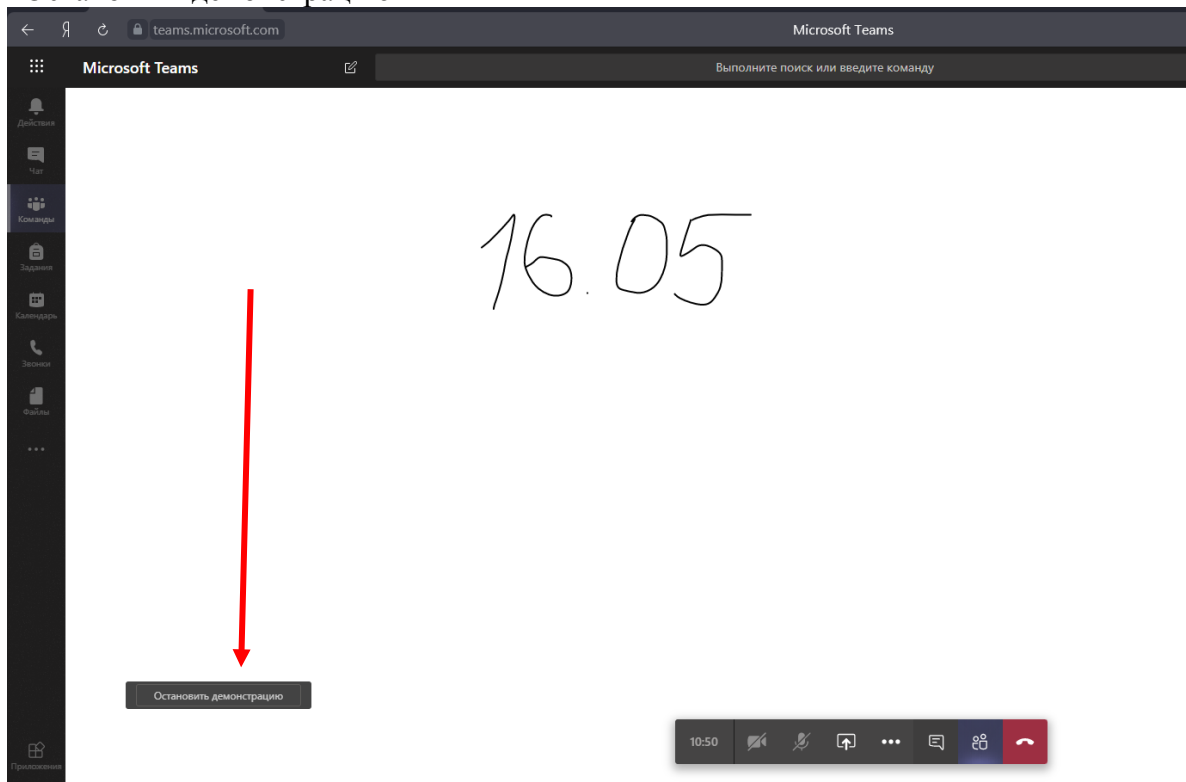 teams.microsoft.com
Microsoft Teams
Microsoft Teams
Выполните поиск или введите команду
Действия
Чат
Команды
Задания
Календарь
Звонки
Файлы
16.05
Остановить демонстрацию
10:50
Приложения